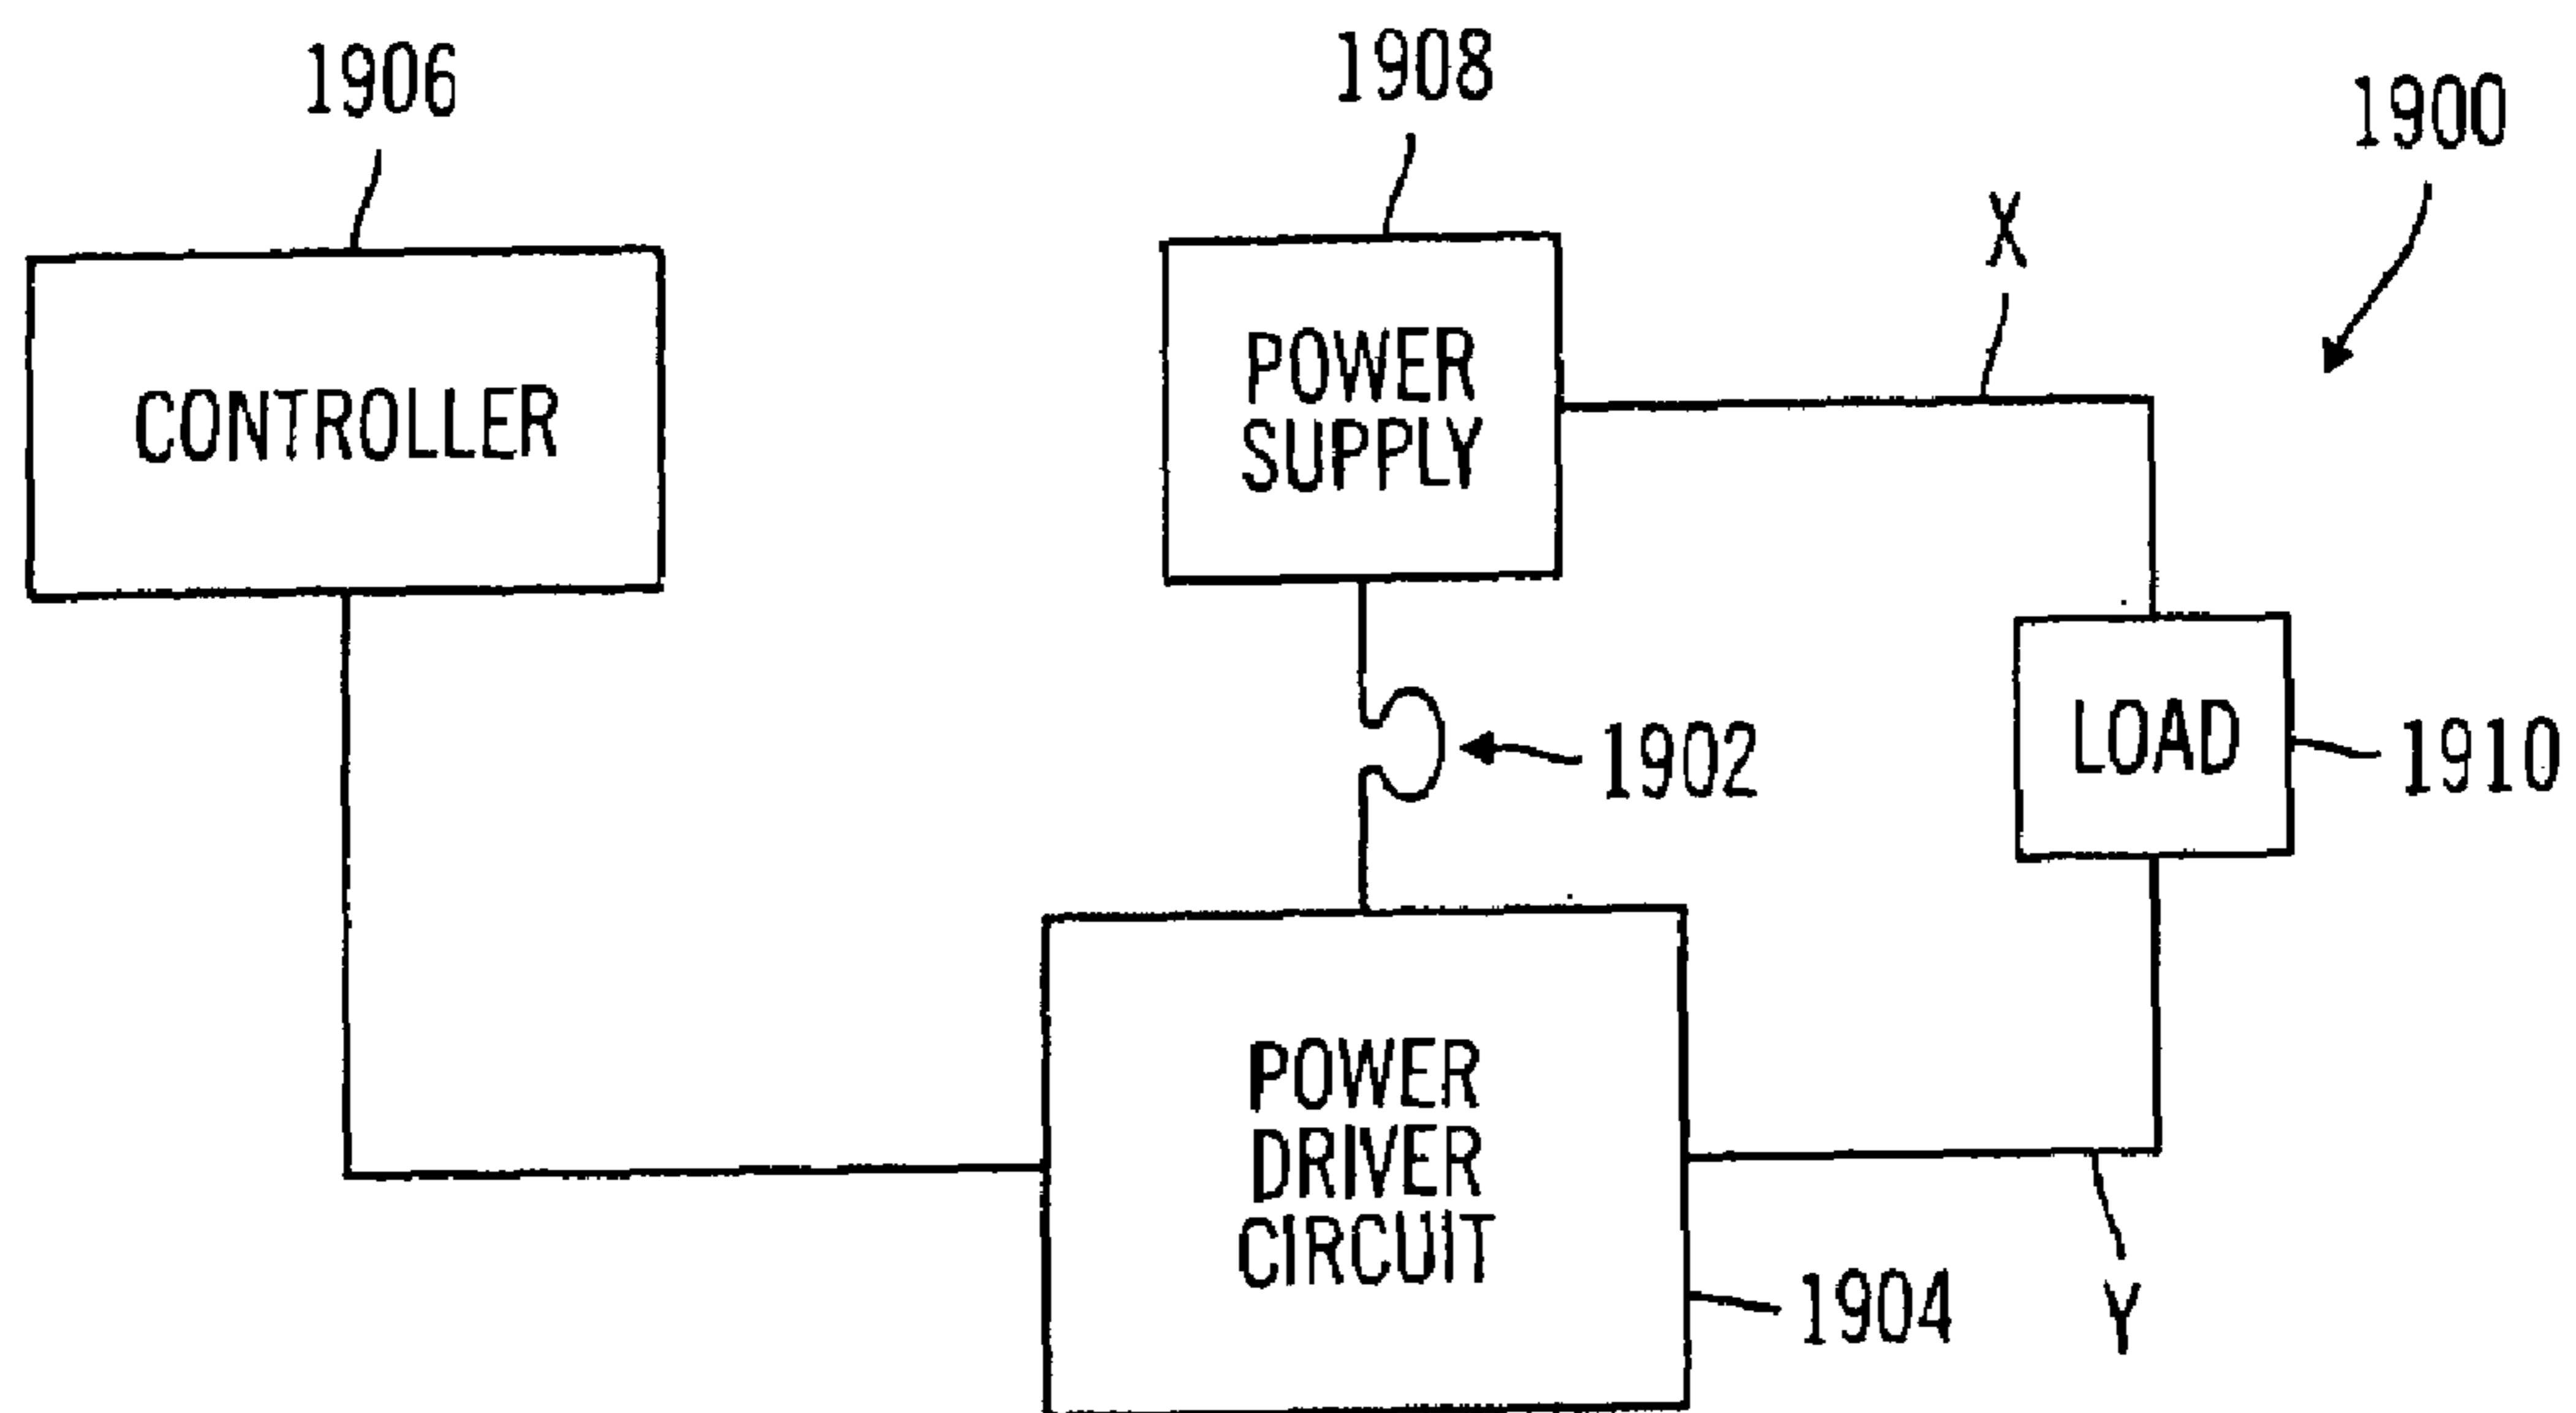 1906
1908
1900
X
CONTROLLER
POWER
SUPPLY
1902
LOAD
1910
POWER
DRIVER
CIRCUIT
1904
Y